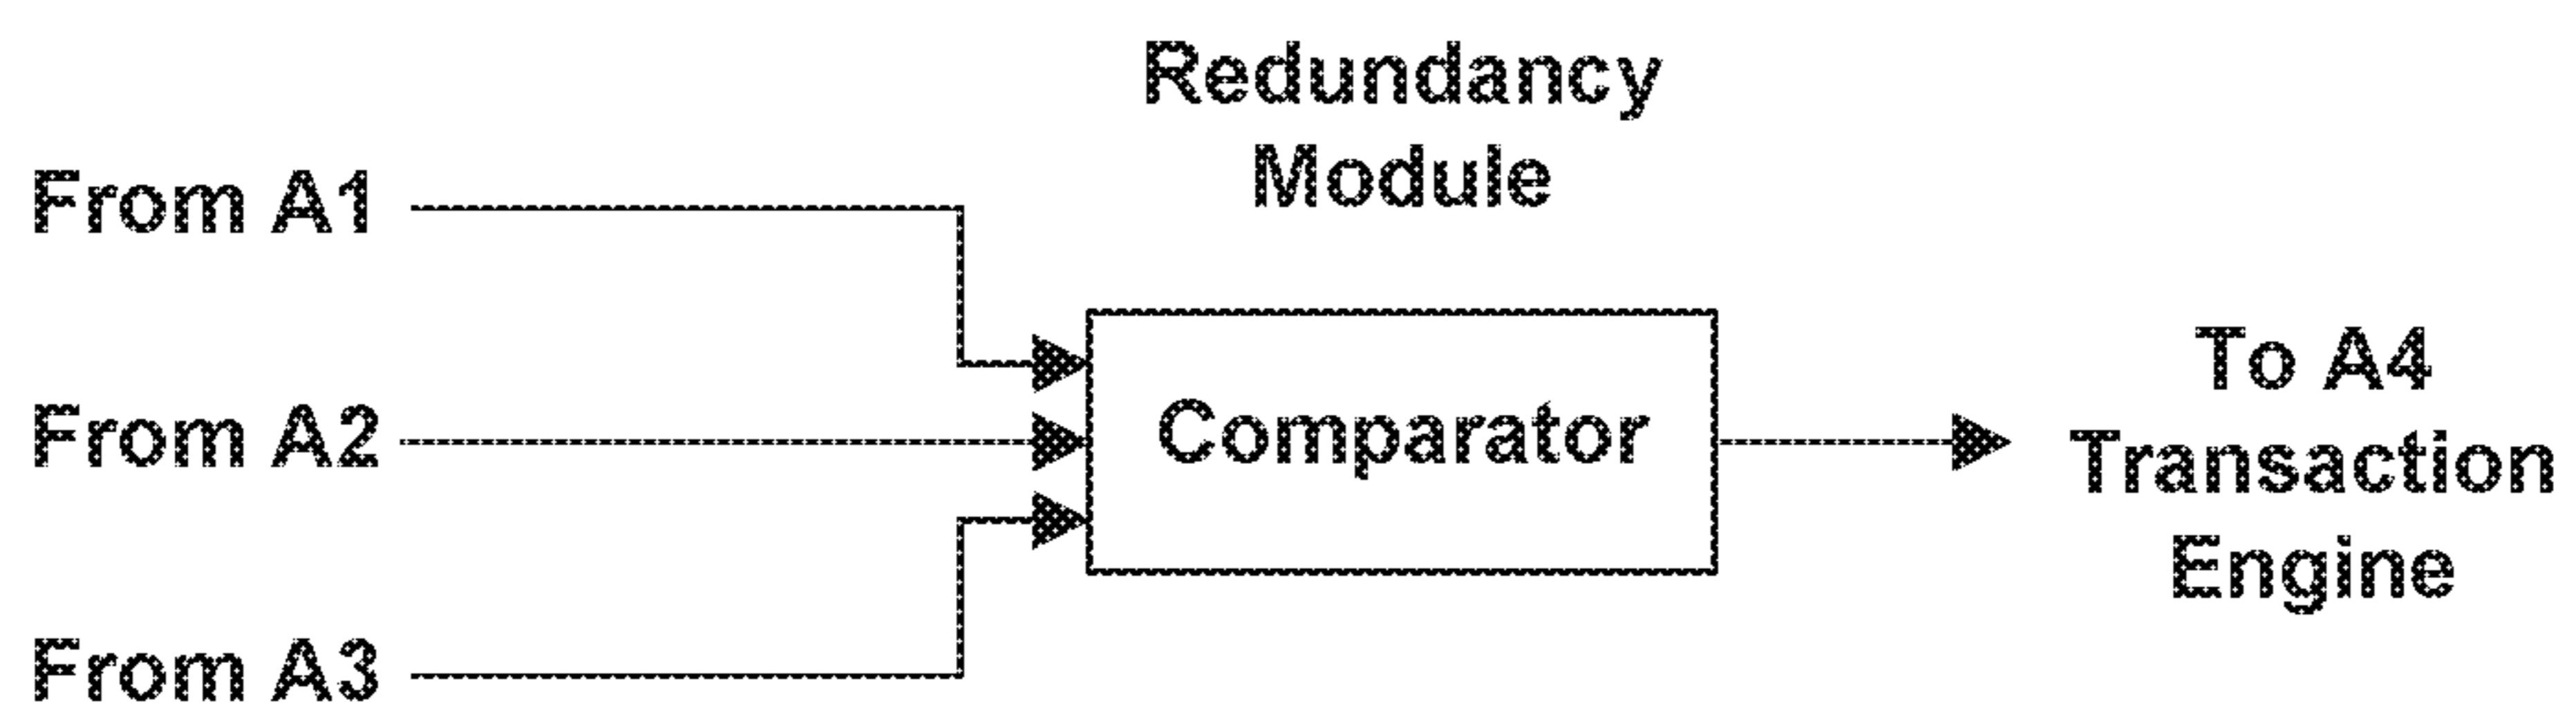 Redundancy
Module
From A1
From A2
From A3
Comparator
To A4
Transaction
Engine